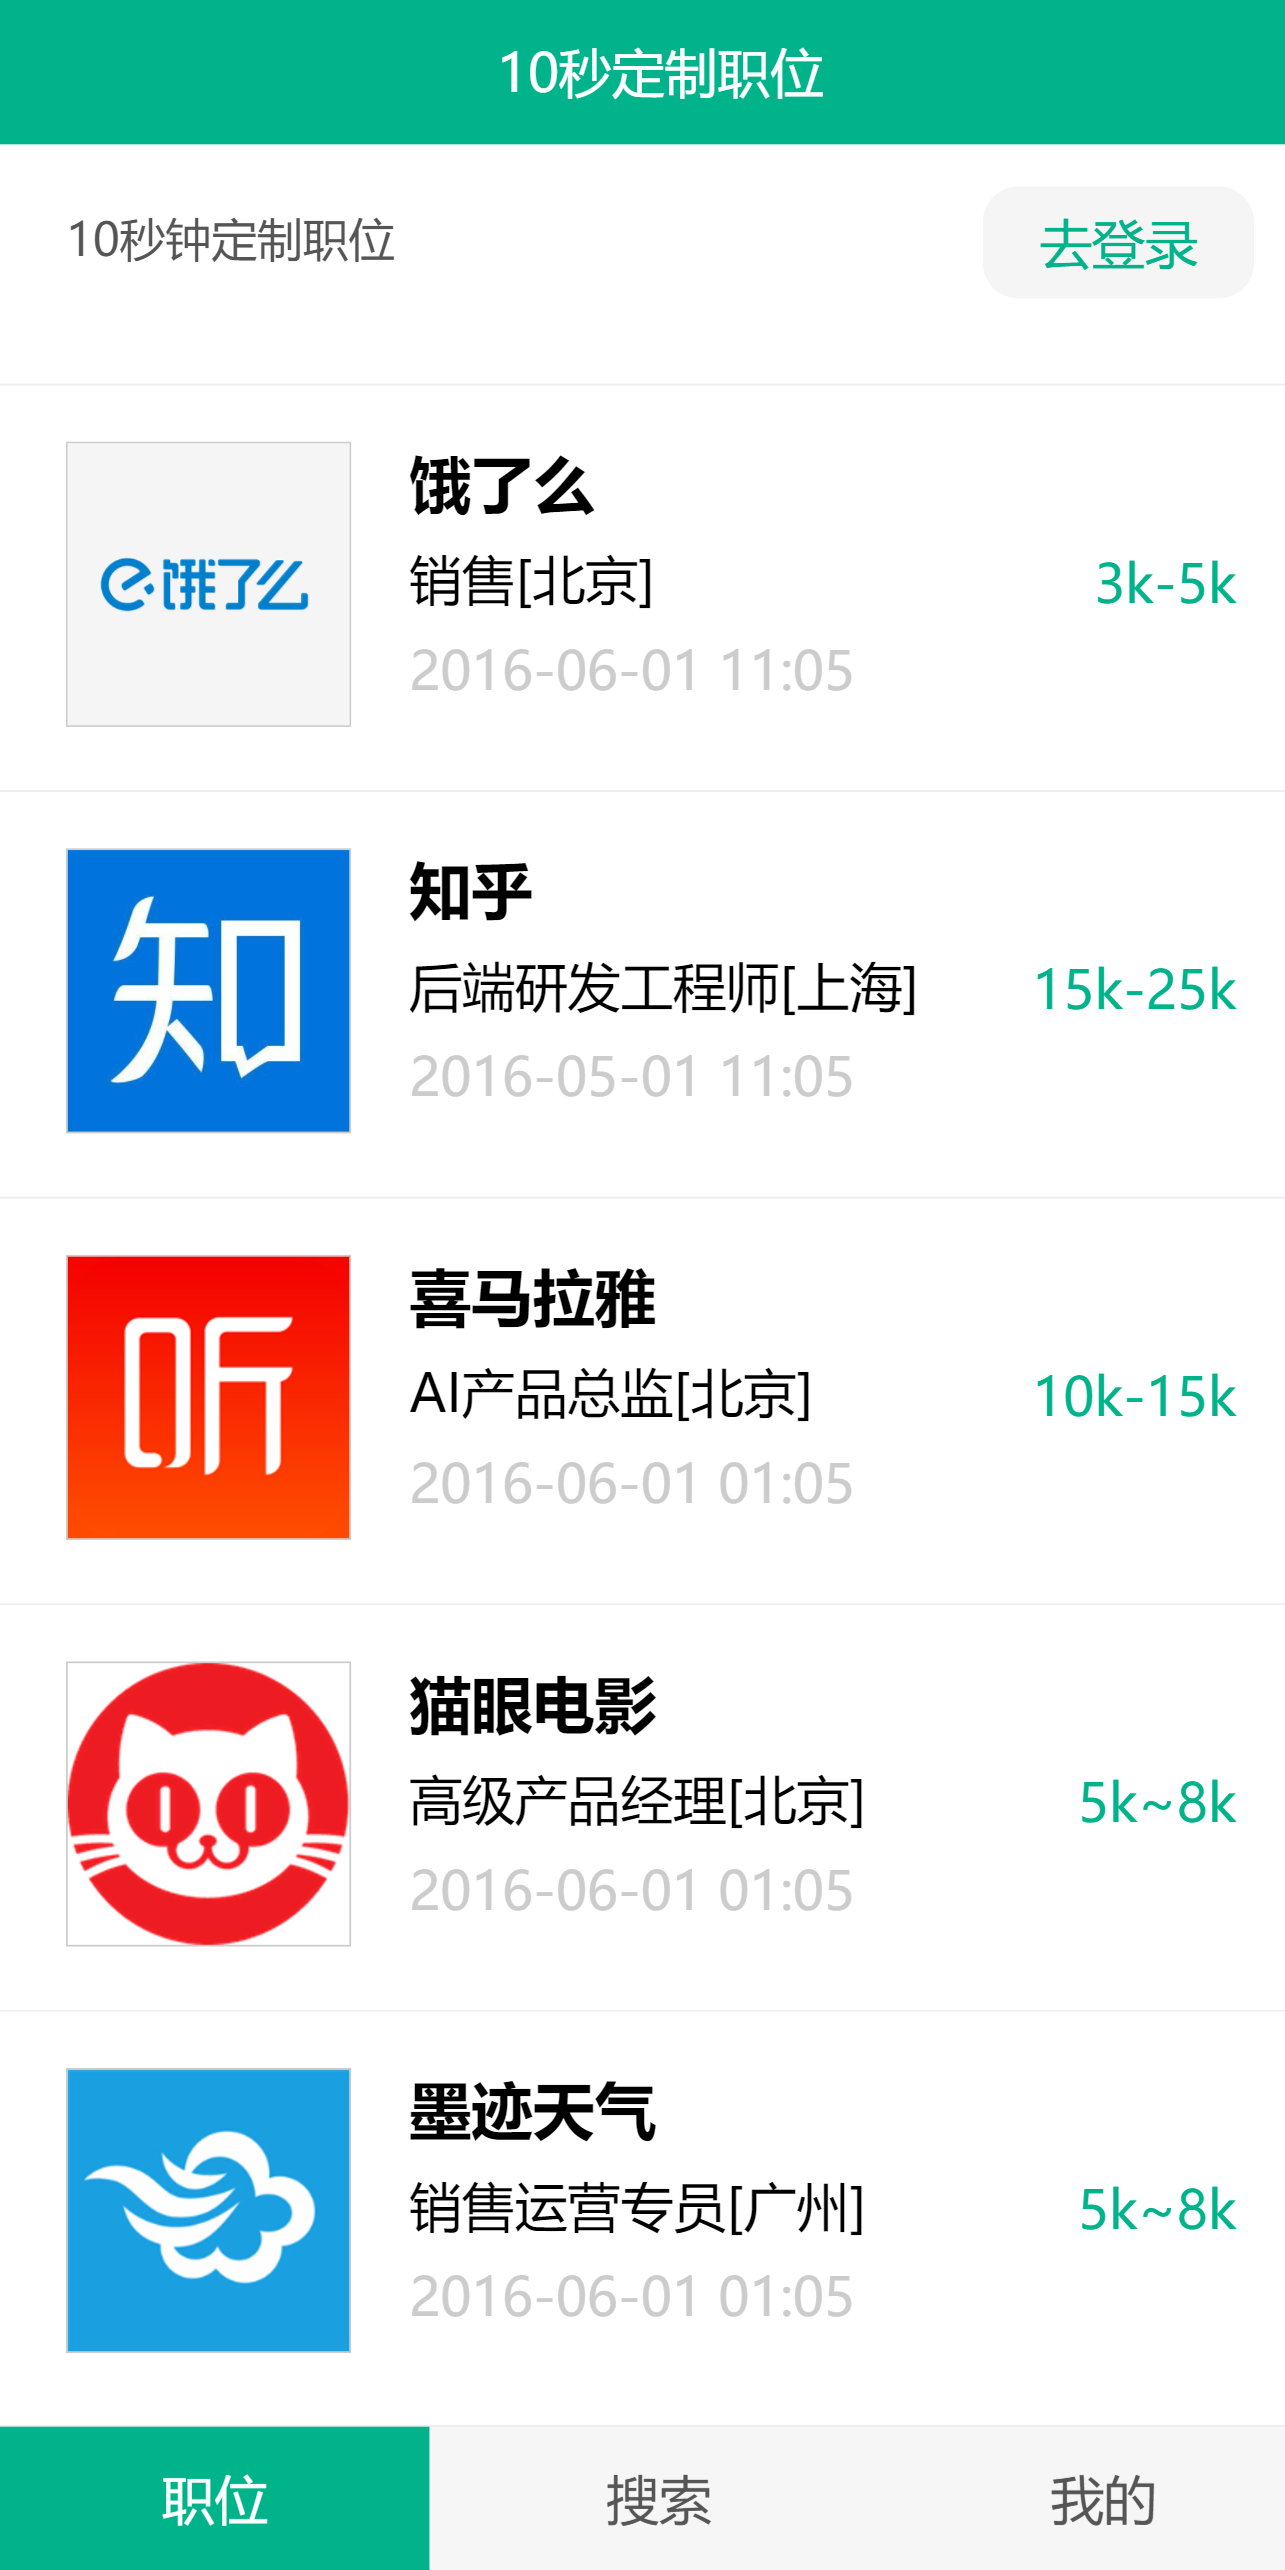 10秒定制职位
10秒钟定制职位
去登录
饿了么
饿了么
销售[北京]
3k-5k
2016-06-01 11:05
知
知乎
后端研发工程师[上海]
15k-25k
2016-05-01 11:05
听
喜马拉雅
AI产品总监[北京]
10k-15k
2016-06-01 01:05
猫眼电影
高级产品经理[北京]
5k~8k
2016-06-01 01:05
墨迹天气
销售运营专员[广州]
5k~8k
2016-06-01 01:05
职位
搜索
我的